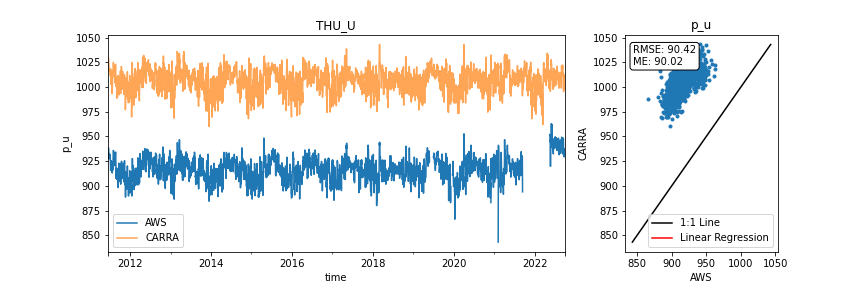 THU_U
p_u
1050
1025
1000
975
950
925
900
875
850
p_u
AWS
CARRA
2012
2014
2016
2018
2020
2022
time
p_u
1050
1025
1000
975
950
925
900
875
850
CARRA
RMSE: 90.42
ME: 90.02
1:1 Line
Linear Regression
850
900
950
1000
1050
AWS